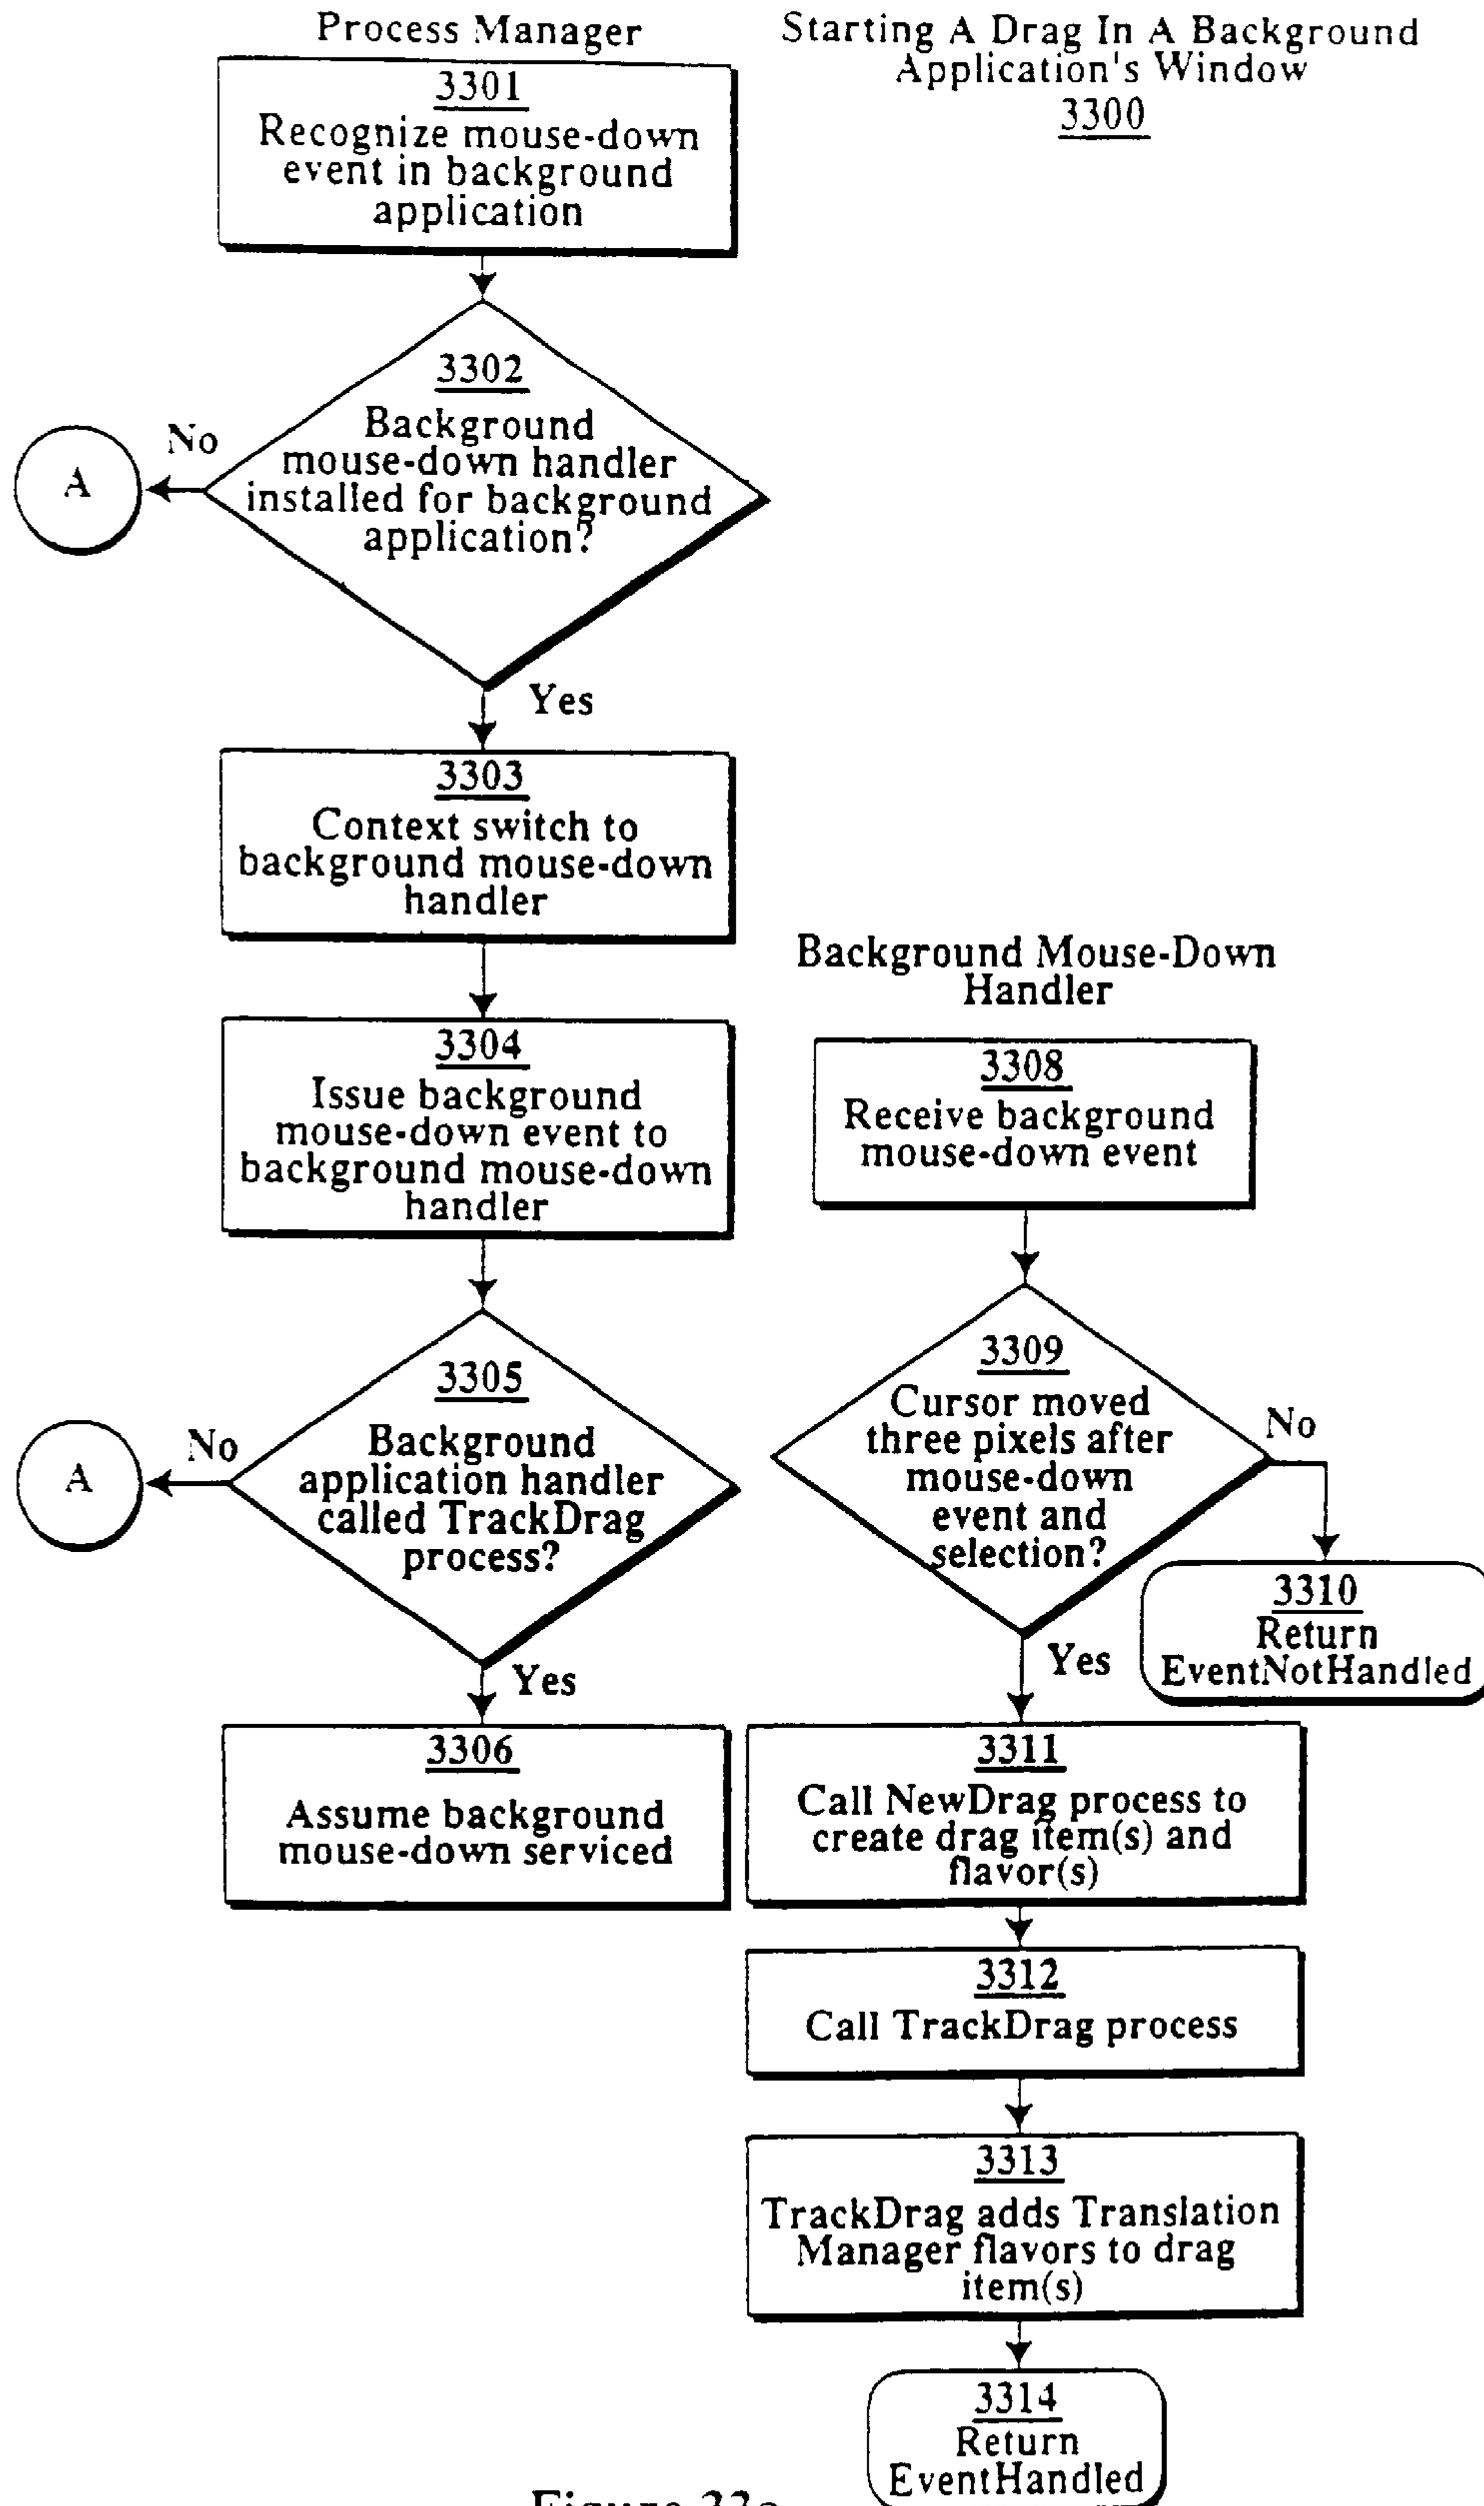 Process Manager
Starting A Drag In A Background
Application's Window
3300
3301
Recognize mouse-down
event in background
application
3302
Background
mouse-down handler
installed for background
application?
No
A
Yes
3303
Context switch to
background mouse-down
handler
3304
Issue background
mouse-down event to
background mouse-down
handler
3305
Background
application handler
called TrackDrag
process?
No
A
Yes
3306
Assume background
mouse-down serviced
Background Mouse-Down
Handler
3308
Receive background
mouse-down event
3309
Cursor moved
three pixels after
mouse-down
event and
selection?
No
3310
Return
EventNotHandled
Yes
3311
Call NewDrag process to
create drag item(s) and
flavor(s)
3312
Call TrackDrag process
3313
TrackDrag adds Translation
Manager flavors to drag
item(s)
3314
Return
EventHandled
Figure 33a